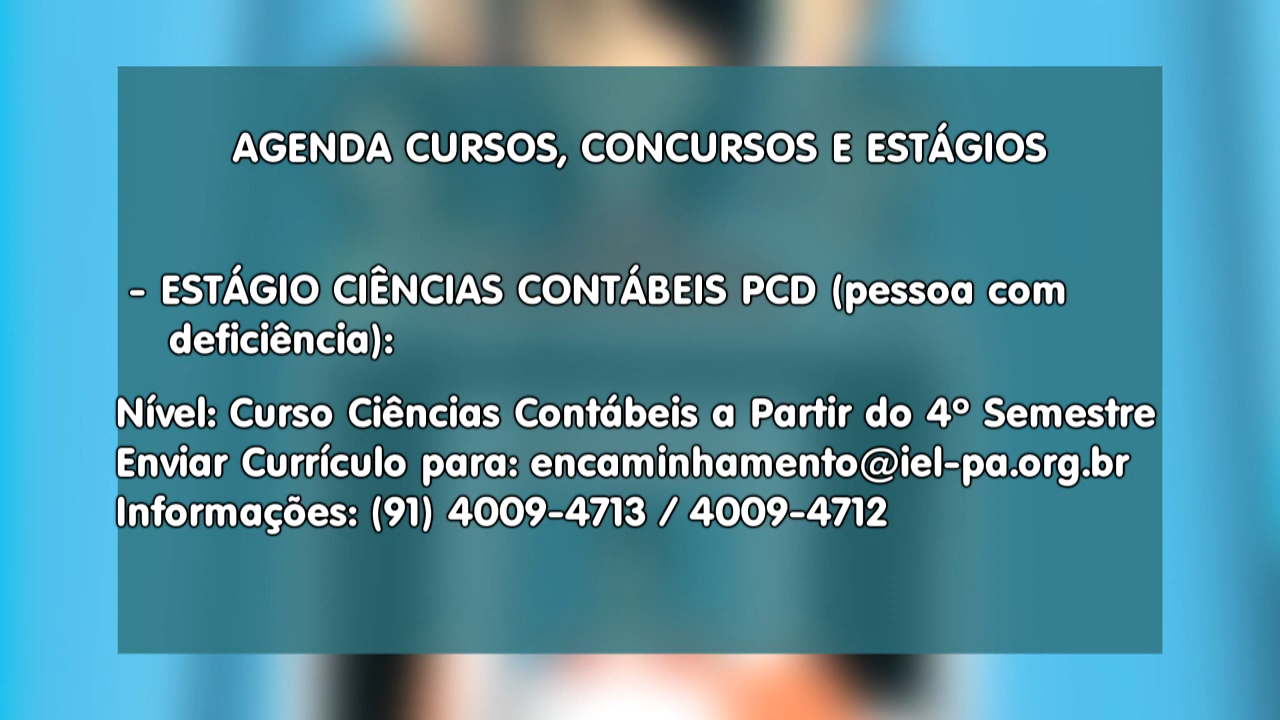 AGENDA CURSOS, CONCURSOS E ESTÁGIOS
- ESTÁGIO CIÊNCIAS CONTÁBEIS PCD (pessoa com
deficiência):
Nível: Curso Ciências Contábeis a Partir do 4º Semestre
Enviar Currículo para: encaminhamento@iel-pa.org.br
Informações: (91) 4009-4713 / 4009-4712